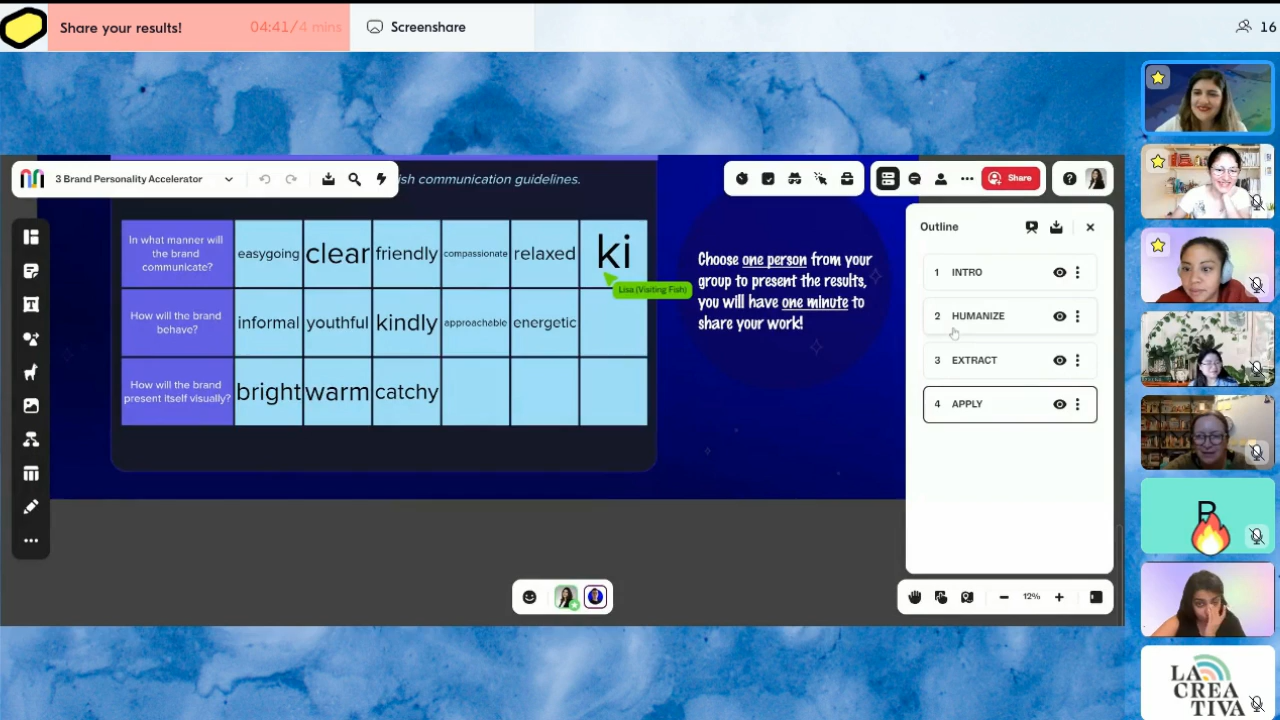 Share your results!
04:41/4 mins
Screenshare
16
3 Brand Personality Accelerator
ish communication guidelines.
Share
?
Outline
In what manner will
the brand
communicate?
easygoing
clear
friendly
compassionate
relaxed
ki
Lisa (Visiting Fish)
How will the brand
behave?
informal
youthful
kindly
approachable
energetic
How will the brand
present itself visually?
bright
warm
catchy
Choose one person from your
group to present the results,
you will have one minute to
share your work!
1 INTRO
2 HUMANIZE
3 EXTRACT
4 APPLY
12%
LA
CREA
TIVA